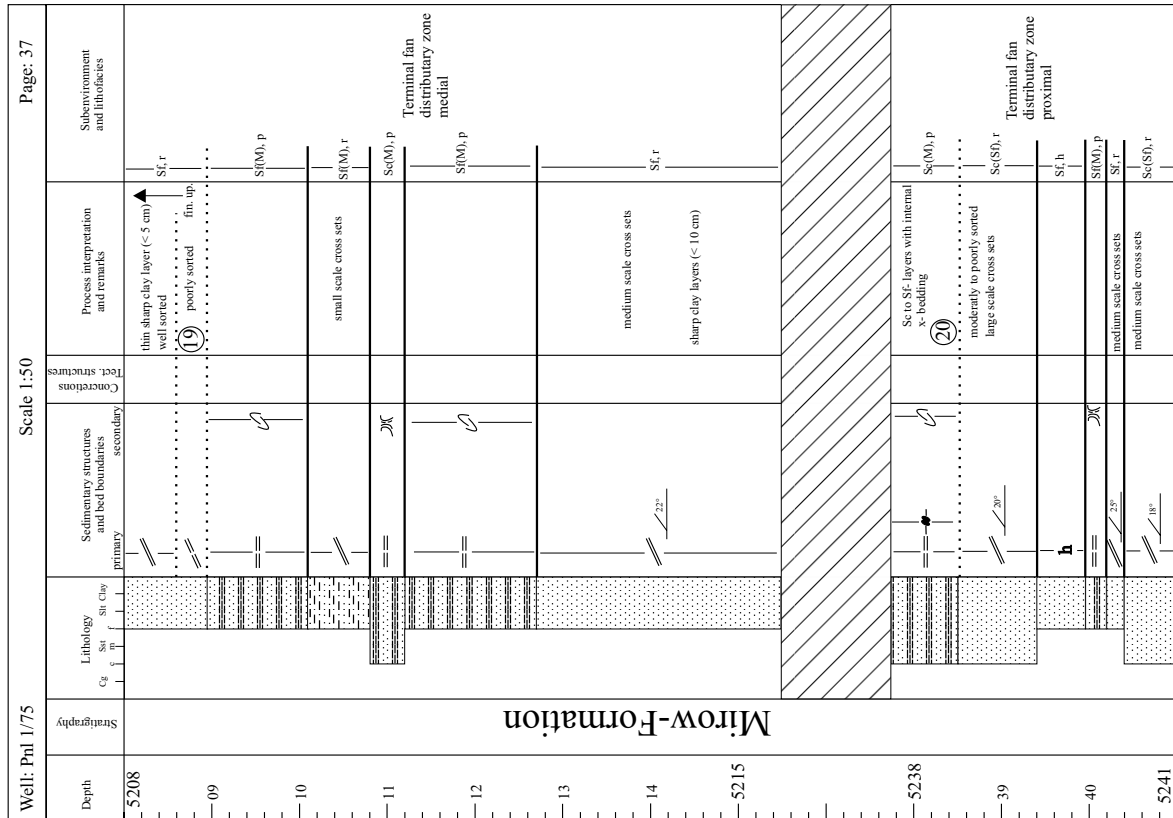 Well: Pnl 1/75 Scale 1:50 Page: 37
Depth
Stratigraphy
Lithology
Cg
c Sst m f
Slt Clay
Sedimentary structures
and bed boundaries
primary secondary
Concretions
Tect. structures
Process interpretation
and remarks
Subenvironment
and lithofacies
5208
09
10
11
12
13
14
5215
5238
39
40
5241
Mirow-Formation
22°
20°
h
25°
18°
thin sharp clay layer (< 5 cm)
well sorted
19 poorly sorted fin. up.
small scale cross sets
medium scale cross sets
sharp clay layers (< 10 cm)
Sc to Sf- layers with internal
x- bedding
20
moderatly to poorly sorted
large scale cross sets
medium scale cross sets
medium scale cross sets
Sf, r
Sf(M), p
Sf(M), r
Sc(M), p
Sf(M), p
Sf, r
Sc(M), p
Sc(Sf), r
Sf, h
Sf(M), p
Sf, r
Sc(Sf), r
Terminal fan
distributary zone
medial
Terminal fan
distributary zone
proximal